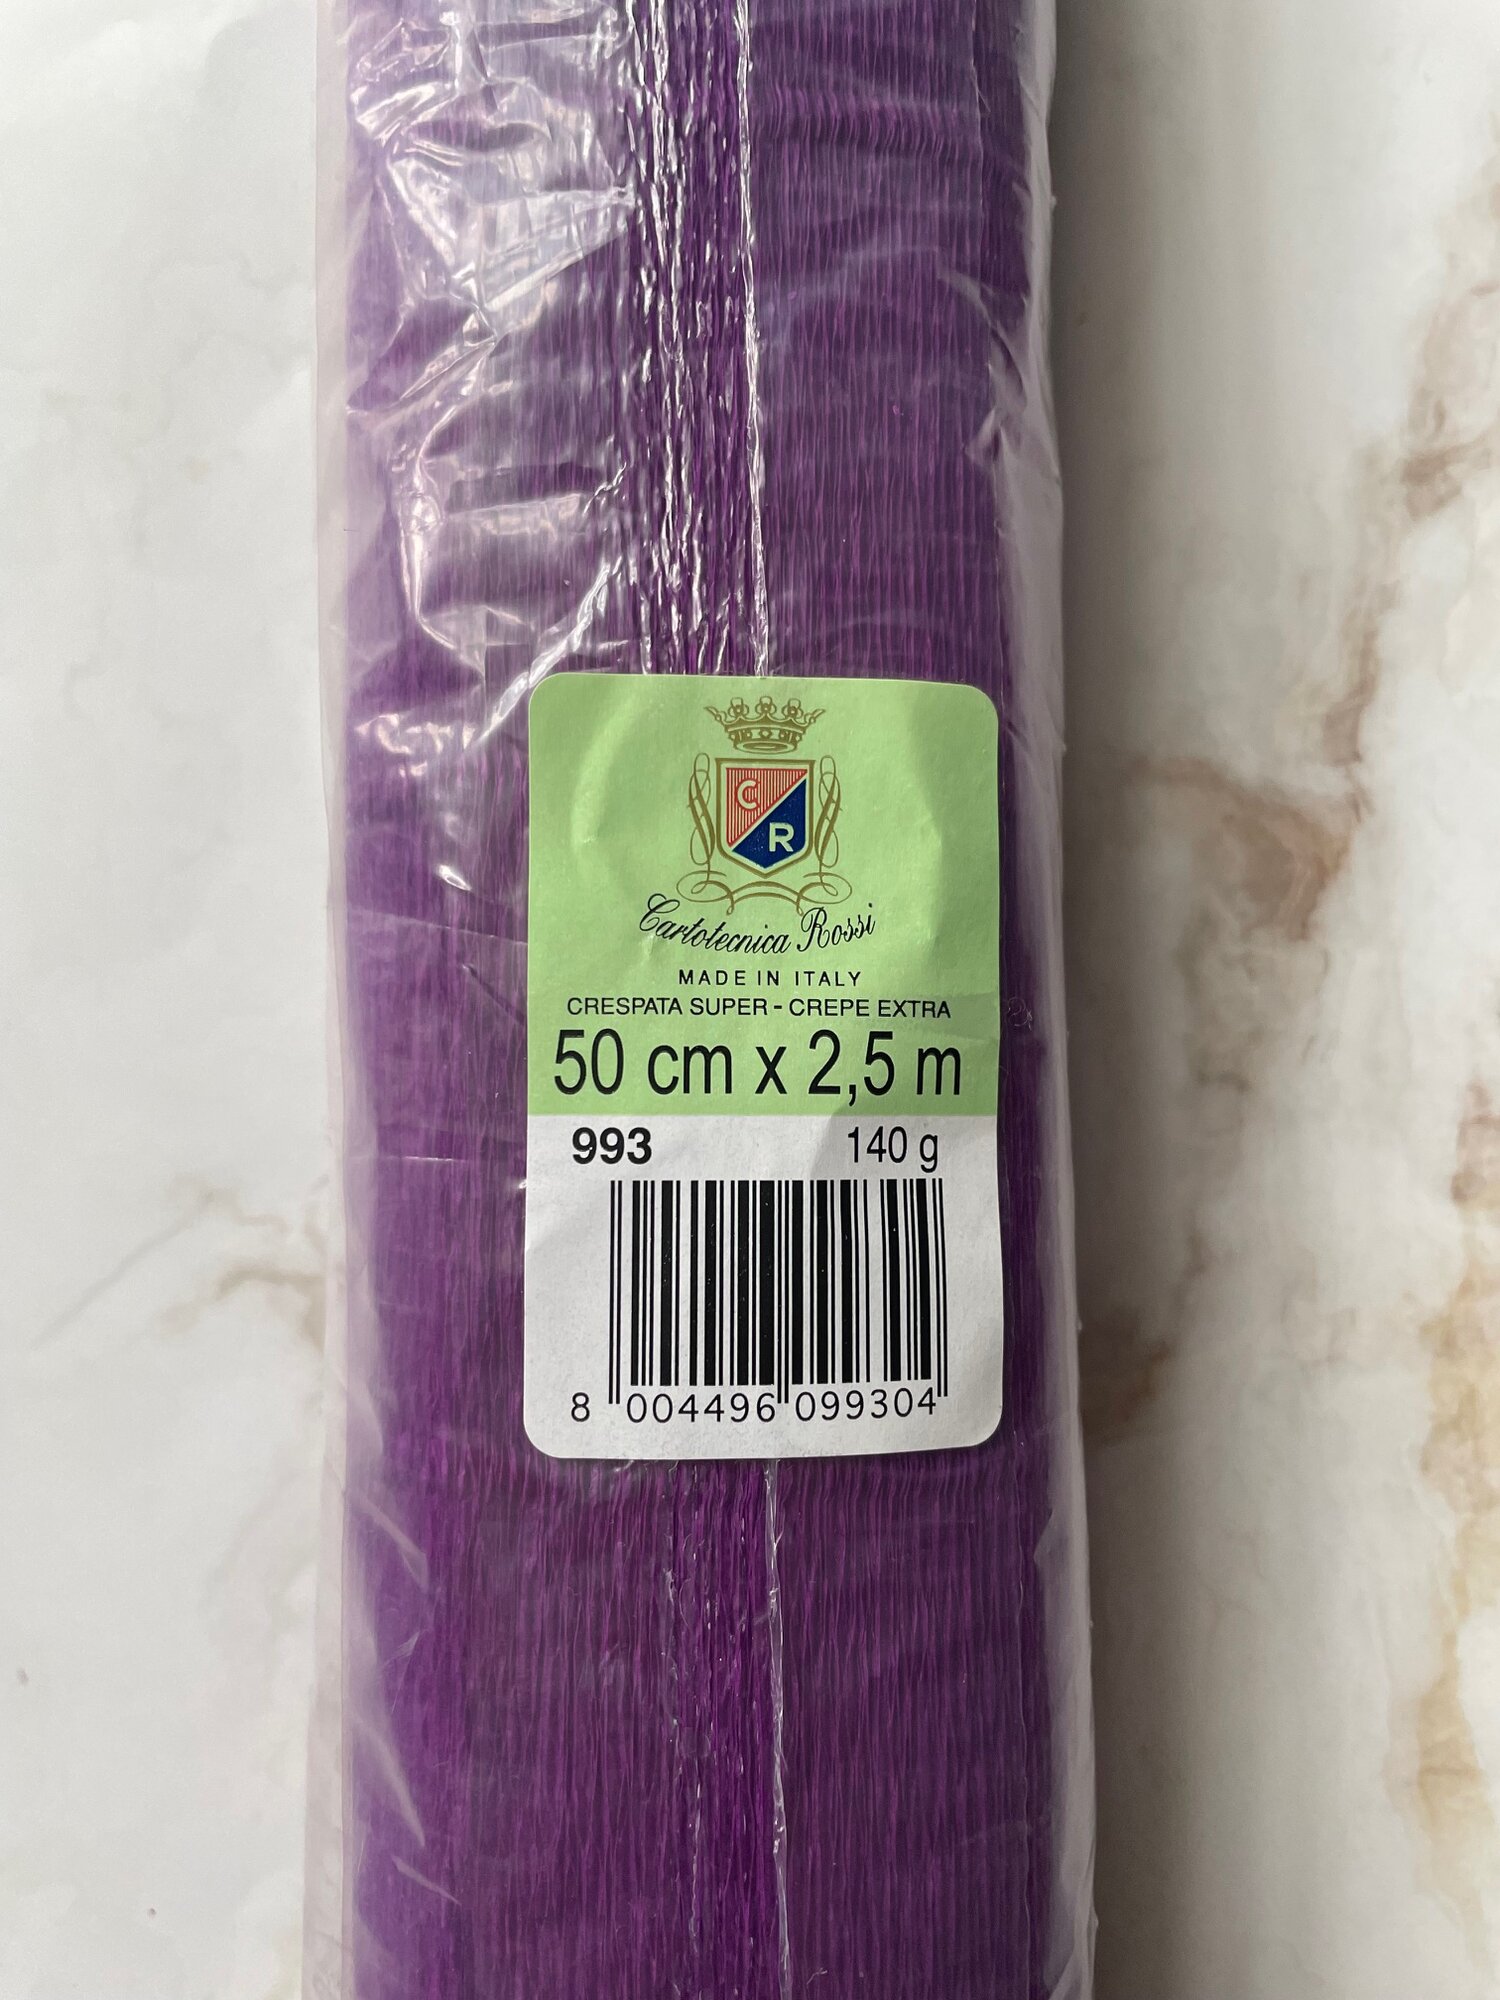 C
R
Cartotecnica Rossi
MADE IN ITALY
CRESPATA SUPER - CREPE EXTRA
50 cm x 2,5 m
993 140 g
8 004496 099304